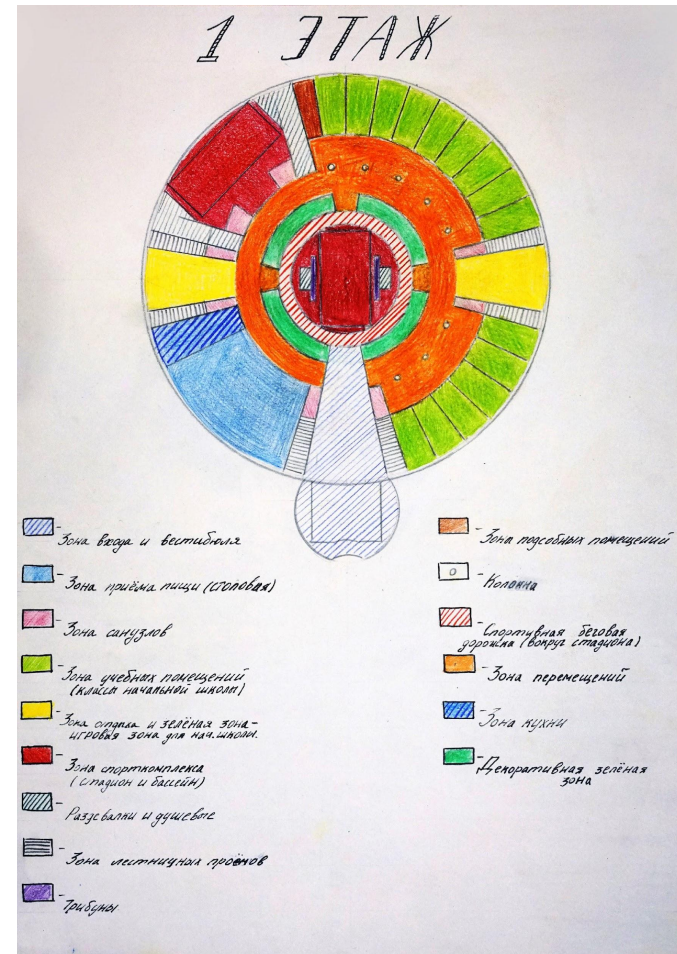 1 ЭТАЖ
Зона входа и вестибюля
Зона приёма пищи (столовая)
Зона санузлов
Зона учебных помещений
(классы начальной школы)
Зона отдыха и зелёная зона-
игровая зона для нач. школы.
Зона спорткомплекса
(стадион и бассейн)
Раздевалки и душевые
Зона лестничных проёмов
Трибуны
Зона подсобных помещений
Колонна
Спортивная беговая
дорожка (вокруг стадиона)
Зона перемещений
Зона кухни
Декоративная зелёная
зона